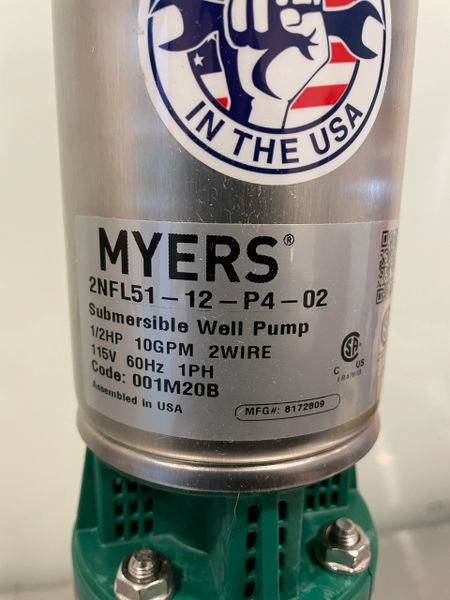 IN THE USA
MYERS®
2NFL51-12-P4-02
Submersible Well Pump
1/2HP 10GPM 2WIRE
115V 60Hz 1PH
Code: 001M20B
Assembled in USA
MFG#: 8172809
C US